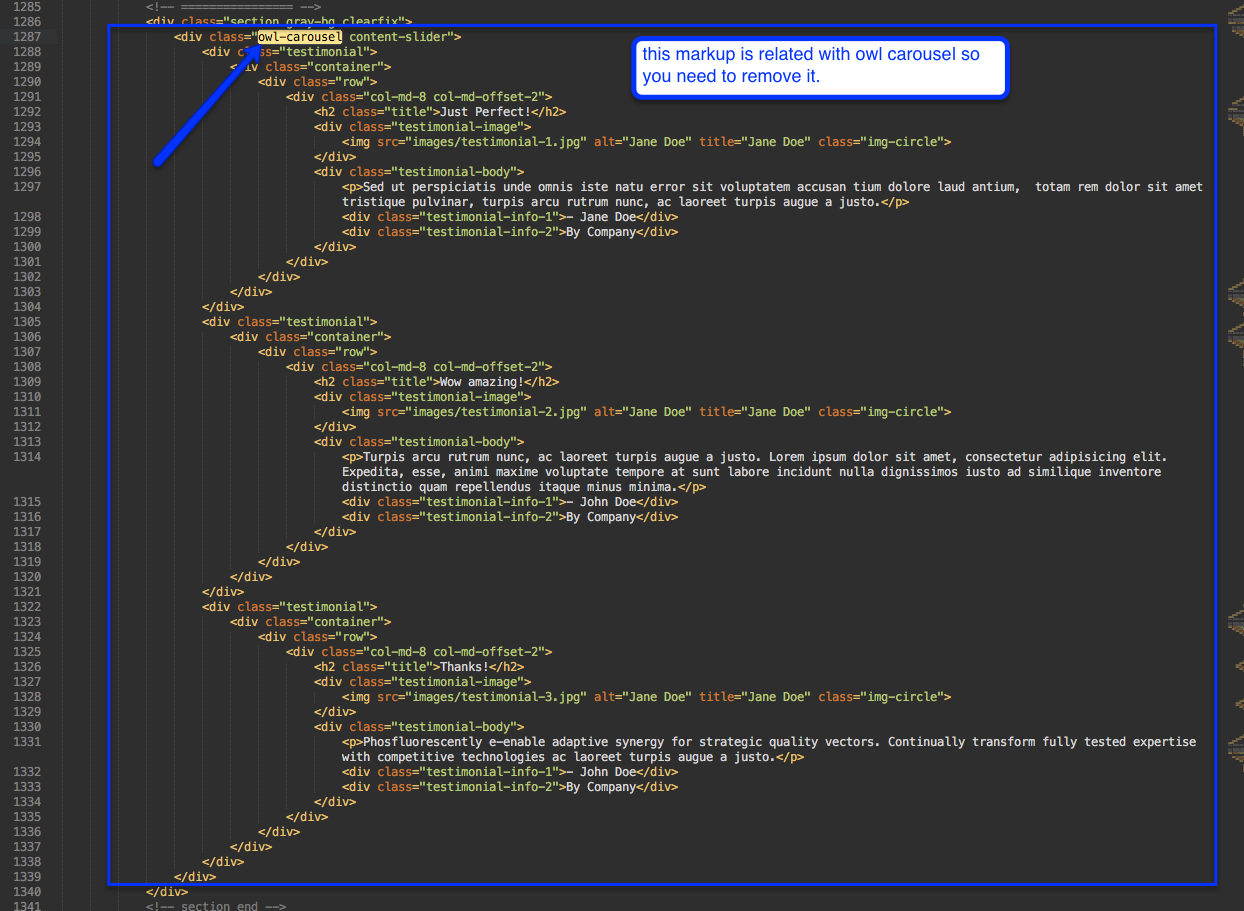 1285 <!-- ================ -->
1286 <div class="section gray-bg clearfix">
1287 <div class="owl-carousel content-slider">
1288 <div class="testimonial">
this markup is related with owl carousel so
you need to remove it.
1289 <div class="container">
1290 <div class="row">
1291 <div class="col-md-8 col-md-offset-2">
1292 <h2 class="title">Just Perfect!</h2>
1293 <div class="testimonial-image">
1294 <img src="images/testimonial-1.jpg" alt="Jane Doe" title="Jane Doe" class="img-circle">
1295 </div>
1296 <div class="testimonial-body">
1297 <p>Sed ut perspiciatis unde omnis iste natu error sit voluptatem accusan tium dolore laud antium,  totam rem dolor sit amet
tristique pulvinar, turpis arcu rutrum nunc, ac laoreet turpis augue a justo.</p>
1298 <div class="testimonial-info-1">- Jane Doe</div>
1299 <div class="testimonial-info-2">By Company</div>
1300 </div>
1301 </div>
1302 </div>
1303 </div>
1304 </div>
1305 <div class="testimonial">
1306 <div class="container">
1307 <div class="row">
1308 <div class="col-md-8 col-md-offset-2">
1309 <h2 class="title">Wow amazing!</h2>
1310 <div class="testimonial-image">
1311 <img src="images/testimonial-2.jpg" alt="Jane Doe" title="Jane Doe" class="img-circle">
1312 </div>
1313 <div class="testimonial-body">
1314 <p>Turpis arcu rutrum nunc, ac laoreet turpis augue a justo. Lorem ipsum dolor sit amet, consectetur adipisicing elit.
Expedita, esse, animi maxime voluptate tempore at sunt labore incidunt nulla dignissimos iusto ad similique inventore
distinctio quam repellendus itaque minus minima.</p>
1315 <div class="testimonial-info-1">- John Doe</div>
1316 <div class="testimonial-info-2">By Company</div>
1317 </div>
1318 </div>
1319 </div>
1320 </div>
1321 </div>
1322 <div class="testimonial">
1323 <div class="container">
1324 <div class="row">
1325 <div class="col-md-8 col-md-offset-2">
1326 <h2 class="title">Thanks!</h2>
1327 <div class="testimonial-image">
1328 <img src="images/testimonial-3.jpg" alt="Jane Doe" title="Jane Doe" class="img-circle">
1329 </div>
1330 <div class="testimonial-body">
1331 <p>Phosfluorescently e-enable adaptive synergy for strategic quality vectors. Continually transform fully tested expertise
with competitive technologies ac laoreet turpis augue a justo.</p>
1332 <div class="testimonial-info-1">- John Doe</div>
1333 <div class="testimonial-info-2">By Company</div>
1334 </div>
1335 </div>
1336 </div>
1337 </div>
1338 </div>
1339 </div>
1340 </div>
1341 <!-- section end -->